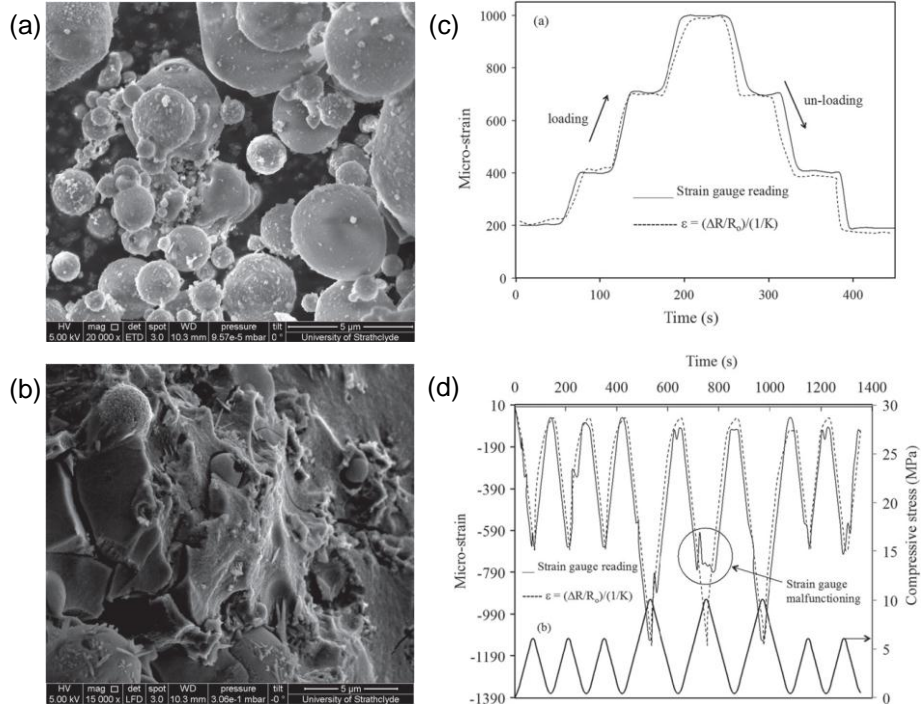 (a)
HV mag □ det spot WD pressure tilt 5 µm
5.00 kV 20 000 x ETD 3.0 10.3 mm 9.57e-5 mbar 0° University of Strathclyde
(b)
HV mag □ det spot WD pressure tilt 5 µm
5.00 kV 15 000 x LFD 3.0 10.3 mm 3.06e-1 mbar -0° University of Strathclyde
(c)
(a)
Micro-strain
1000
800
600
400
200
0
loading
un-loading
Strain gauge reading
ε = (ΔR/Rₒ)/(1/K)
0 100 200 300 400
Time (s)
(d)
Time (s)
0 200 400 600 800 1000 1200 1400
Micro-strain
10
-190
-390
-590
-790
-990
-1190
-1390
Strain gauge reading
ε = (ΔR/Rₒ)/(1/K)
(b)
Strain gauge
malfunctioning
30
25
20
15
10
5
0
Compressive stress (MPa)